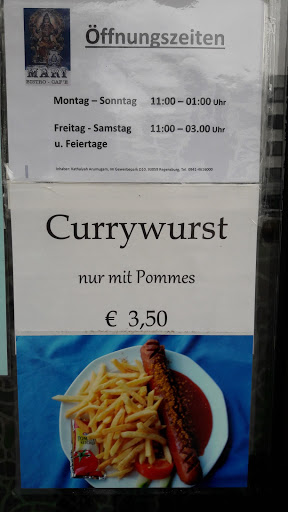 MARI
BISTRO - CAFE
Öffnungszeiten
Montag – Sonntag 11:00 – 01:00 Uhr
Freitag - Samstag 11:00 – 03.00 Uhr
u. Feiertage
Currywurst
nur mit Pommes
€ 3,50